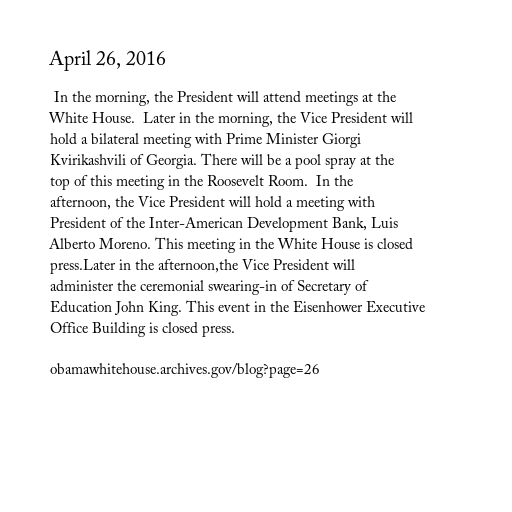 April 26, 2016
In the morning, the President will attend meetings at the
White House.  Later in the morning, the Vice President will
hold a bilateral meeting with Prime Minister Giorgi
Kvirikashvili of Georgia. There will be a pool spray at the
top of this meeting in the Roosevelt Room.  In the
afternoon, the Vice President will hold a meeting with
President of the Inter-American Development Bank, Luis
Alberto Moreno. This meeting in the White House is closed
press.Later in the afternoon,the Vice President will
administer the ceremonial swearing-in of Secretary of
Education John King. This event in the Eisenhower Executive
Office Building is closed press.
obamawhitehouse.archives.gov/blog?page=26